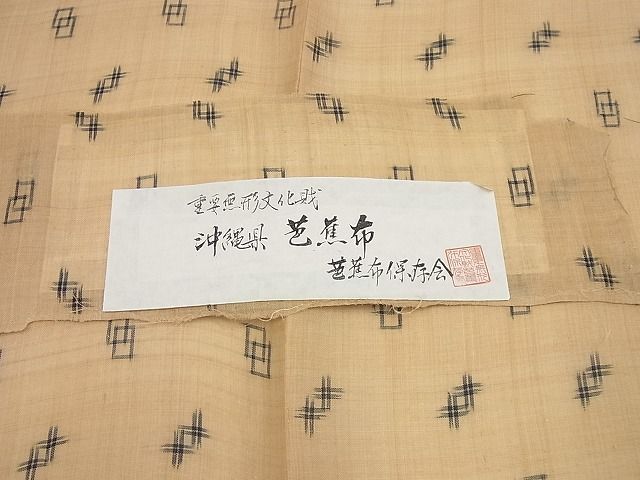 重要無形文化財
沖縄県 芭蕉布
芭蕉布保存会